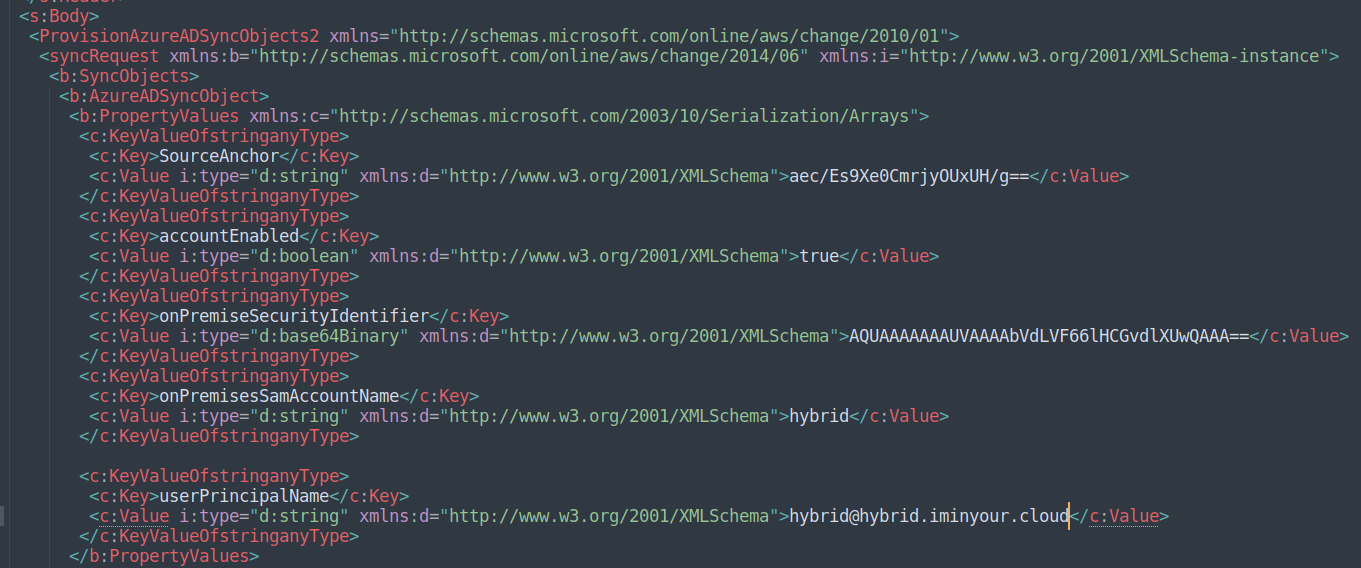 <s:Body>
<ProvisionAzureADSyncObjects2 xmlns="http://schemas.microsoft.com/online/aws/change/2010/01">
<syncRequest xmlns:b="http://schemas.microsoft.com/online/aws/change/2014/06" xmlns:i="http://www.w3.org/2001/XMLSchema-instance">
<b:SyncObjects>
<b:AzureADSyncObject>
<b:PropertyValues xmlns:c="http://schemas.microsoft.com/2003/10/Serialization/Arrays">
<c:KeyValueOfstringanyType>
<c:Key>SourceAnchor</c:Key>
<c:Value i:type="d:string" xmlns:d="http://www.w3.org/2001/XMLSchema">aec/Es9Xe0CmrjyOUxUH/g==</c:Value>
</c:KeyValueOfstringanyType>
<c:KeyValueOfstringanyType>
<c:Key>accountEnabled</c:Key>
<c:Value i:type="d:boolean" xmlns:d="http://www.w3.org/2001/XMLSchema">true</c:Value>
</c:KeyValueOfstringanyType>
<c:KeyValueOfstringanyType>
<c:Key>onPremiseSecurityIdentifier</c:Key>
<c:Value i:type="d:base64Binary" xmlns:d="http://www.w3.org/2001/XMLSchema">AQUAAAAAAAUVAAAAbVdLVF66lHCGvdlXUwQAAA==</c:Value>
</c:KeyValueOfstringanyType>
<c:KeyValueOfstringanyType>
<c:Key>onPremisesSamAccountName</c:Key>
<c:Value i:type="d:string" xmlns:d="http://www.w3.org/2001/XMLSchema">hybrid</c:Value>
</c:KeyValueOfstringanyType>
<c:KeyValueOfstringanyType>
<c:Key>userPrincipalName</c:Key>
<c:Value i:type="d:string" xmlns:d="http://www.w3.org/2001/XMLSchema">hybrid@hybrid.iminyour.cloud</c:Value>
</c:KeyValueOfstringanyType>
</b:PropertyValues>